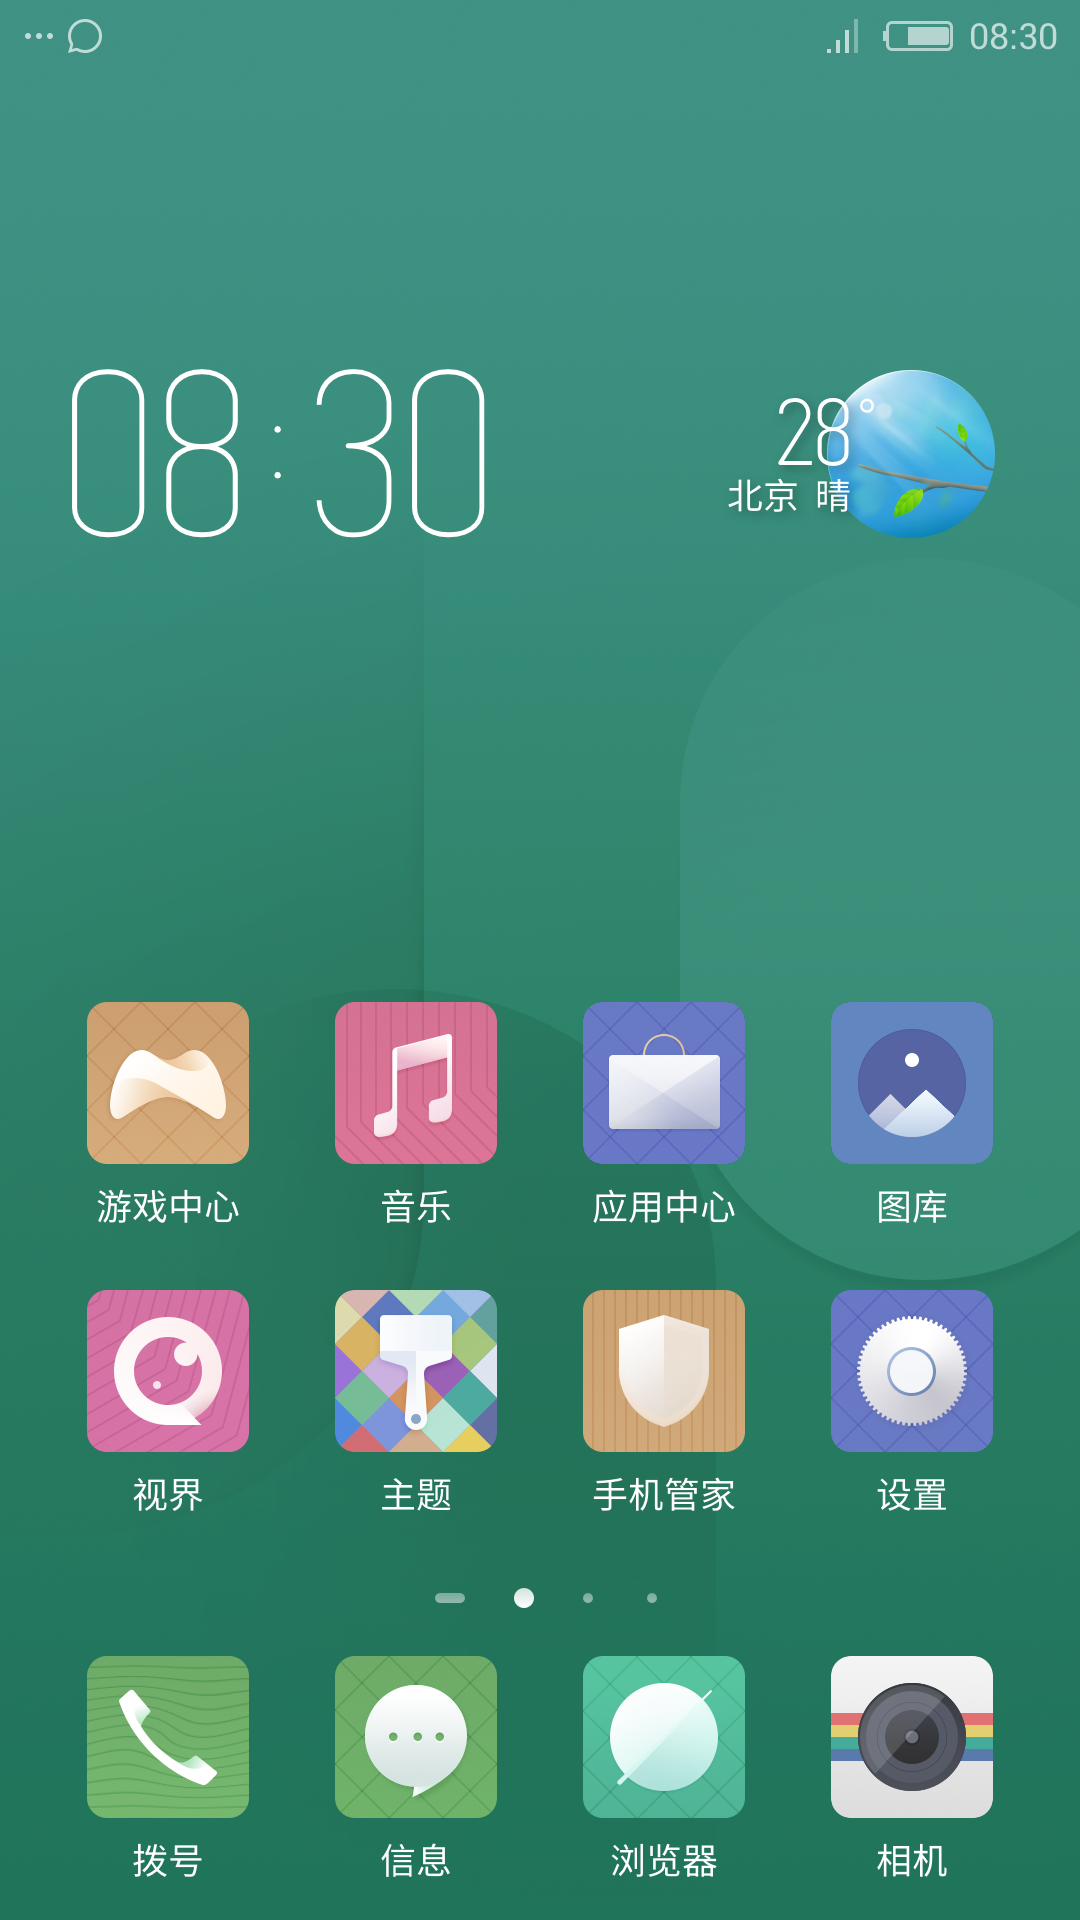 08:30
08:30
28°
北京 晴
游戏中心 音乐 应用中心 图库
视界 主题 手机管家 设置
拨号 信息 浏览器 相机